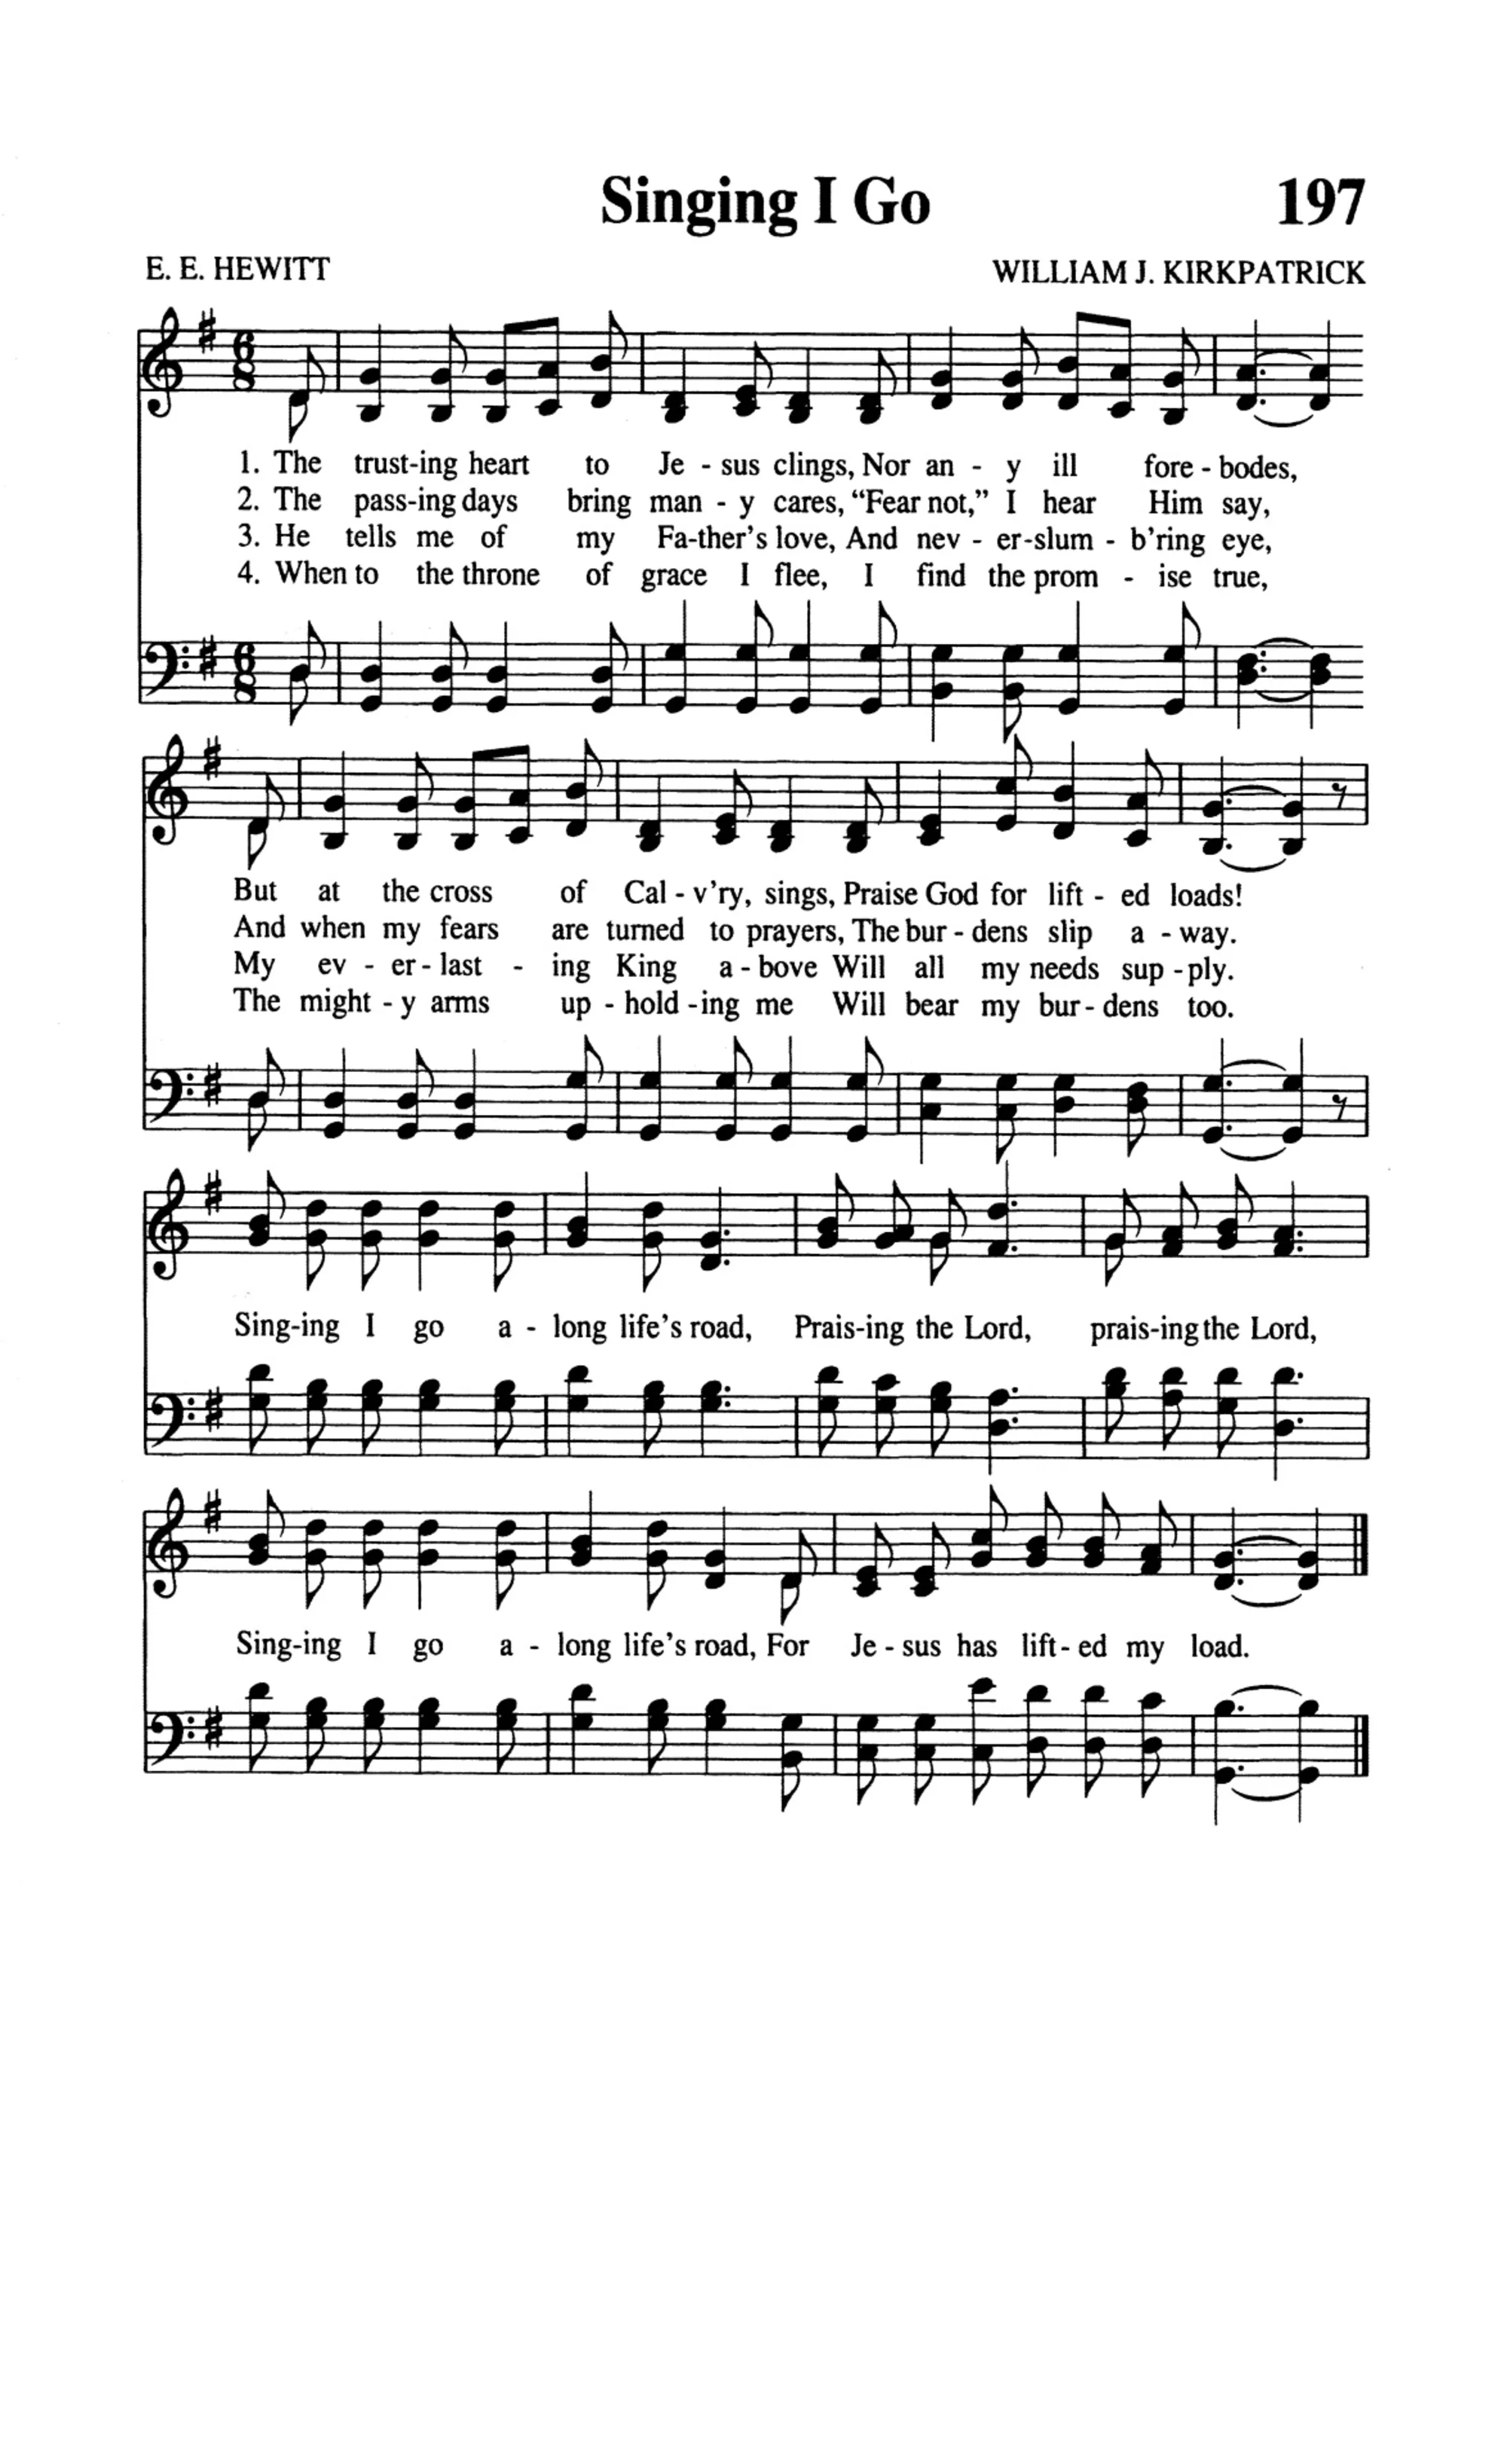 Singing I Go 197
E. E. HEWITT WILLIAM J. KIRKPATRICK
1. The trust-ing heart to Je - sus clings, Nor an - y ill fore - bodes,
2. The pass-ing days bring man - y cares, “Fear not,” I hear Him say,
3. He tells me of my Fa-ther’s love, And nev - er-slum - b’ring eye,
4. When to the throne of grace I flee, I find the prom - ise true,
But at the cross of Cal - v’ry, sings, Praise God for lift - ed loads!
And when my fears are turned to prayers, The bur - dens slip a - way.
My ev - er - last - ing King a - bove Will all my needs sup - ply.
The might - y arms up - hold - ing me Will bear my bur - dens too.
Sing-ing I go a - long life’s road, Prais-ing the Lord, prais-ing the Lord,
Sing-ing I go a - long life’s road, For Je - sus has lift - ed my load.